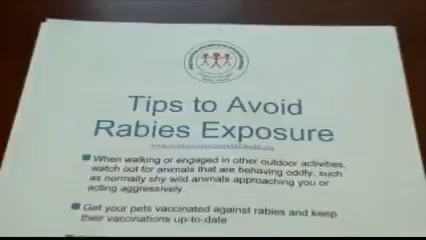 Tips to Avoid
Rabies Exposure
When walking or engaged in other outdoor activities,
watch out for animals that are behaving oddly, such
as normally shy wild animals approaching you or
acting aggressively.
Get your pets vaccinated against rabies and keep
their vaccinations up-to-date